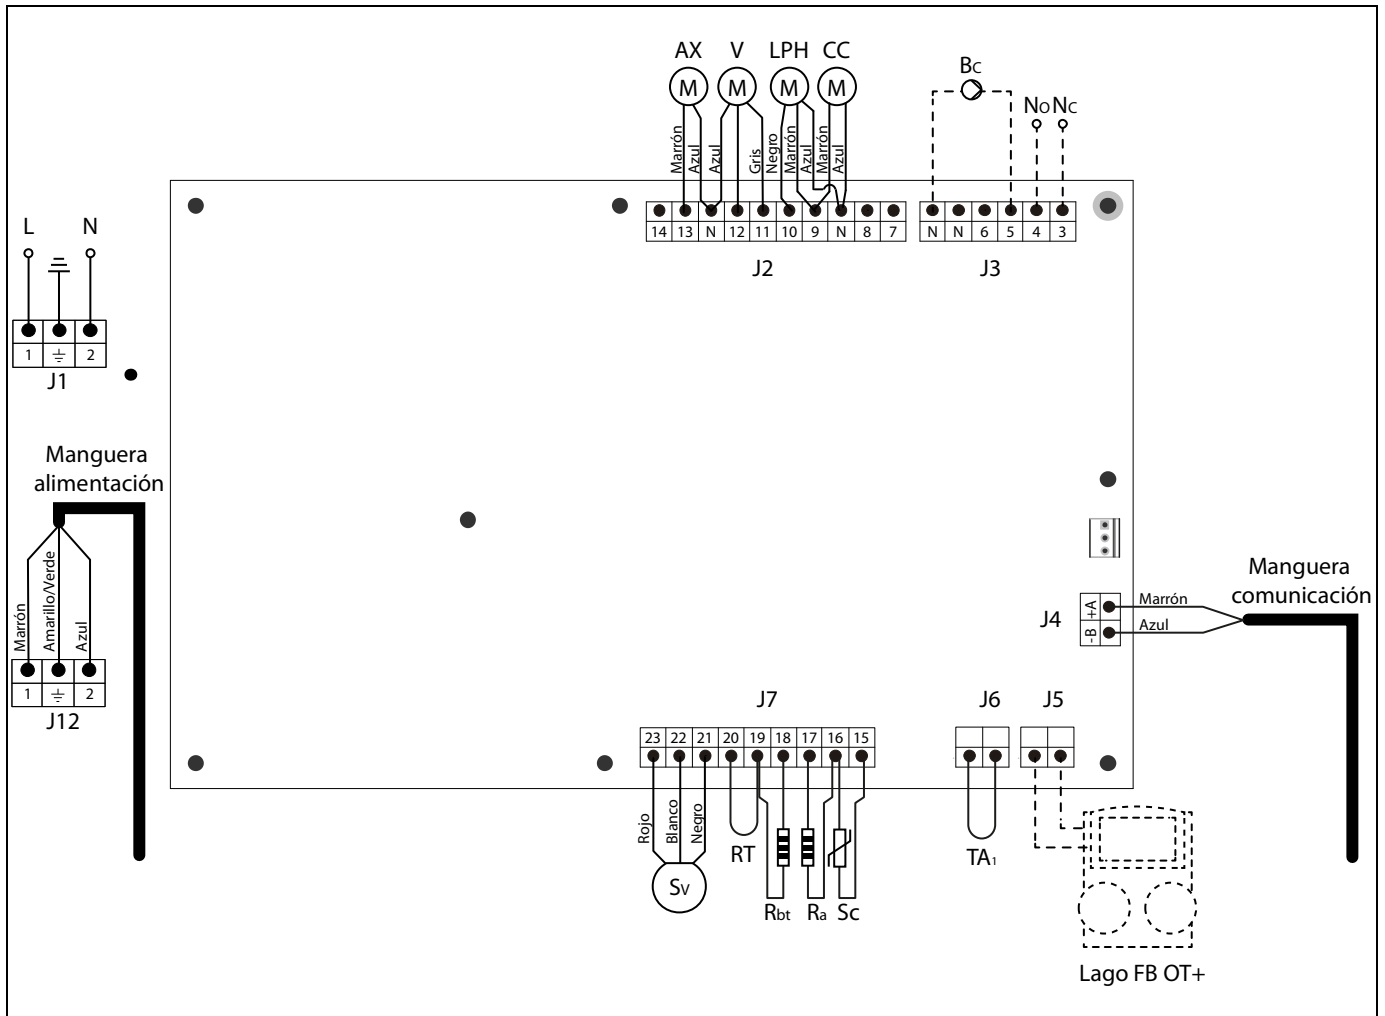 AX V LPH CC
M M M M
Bc
No Nc
Marrón
Azul
Azul
Gris
Negro
Marrón
Azul
Marrón
Azul
14 13 N 12 11 10 9 N 8 7
J2
N N 6 5 4 3
J3
L N
1 2
J1
Manguera
alimentación
Marrón
Amarillo/Verde
Azul
1 2
J12
Manguera
comunicación
J4
+A
-B
Marrón
Azul
J7
23 22 21 20 19 18 17 16 15
Rojo
Blanco
Negro
Sv
RT
Rbt Ra Sc
J6
TA1
J5
Lago FB OT+